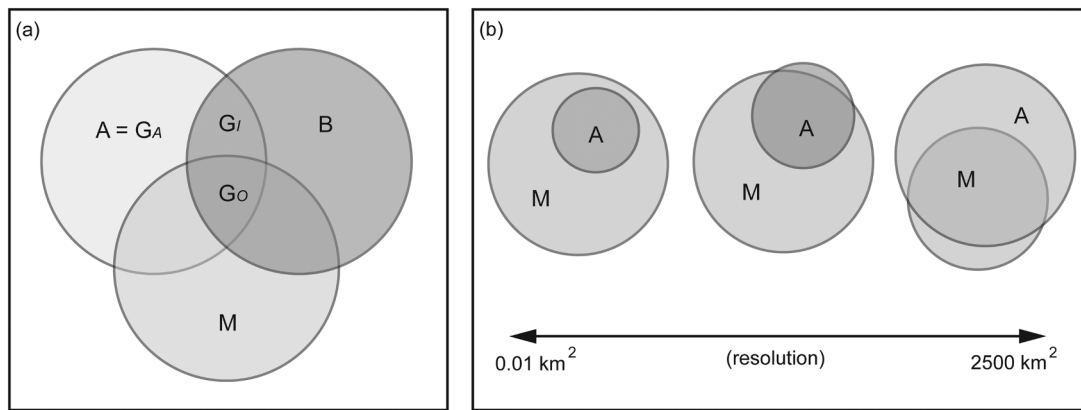 (a)
A = GA
GI
B
GO
M
(b)
A
M
A
M
A
M
0.01 km²
(resolution)
2500 km²